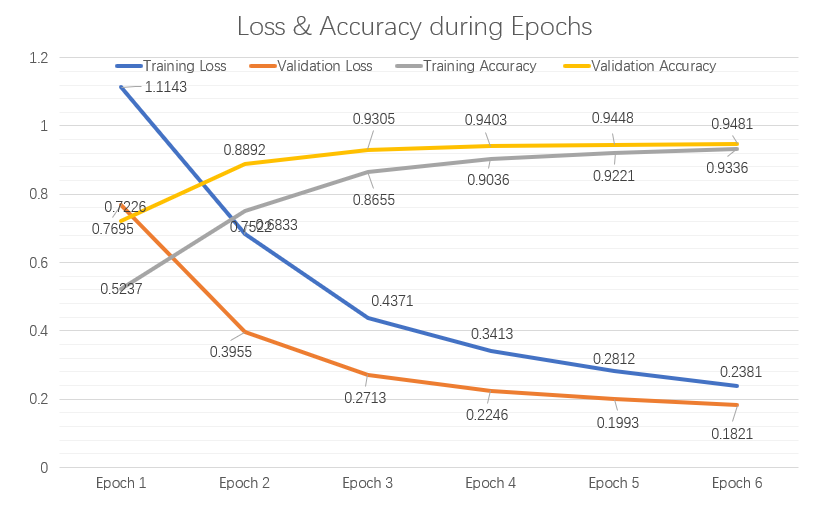 Loss & Accuracy during Epochs
1.2
Training Loss Validation Loss Training Accuracy Validation Accuracy
1.1143
0.9305 0.9403 0.9448 0.9481
1
0.8892
0.8655 0.9036 0.9221 0.9336
0.8
0.7226
0.7695 0.7522 0.6833
0.6
0.5237
0.4371
0.4
0.3955 0.3413 0.2812 0.2381
0.2713 0.2246 0.1993 0.1821
0.2
0
Epoch 1 Epoch 2 Epoch 3 Epoch 4 Epoch 5 Epoch 6